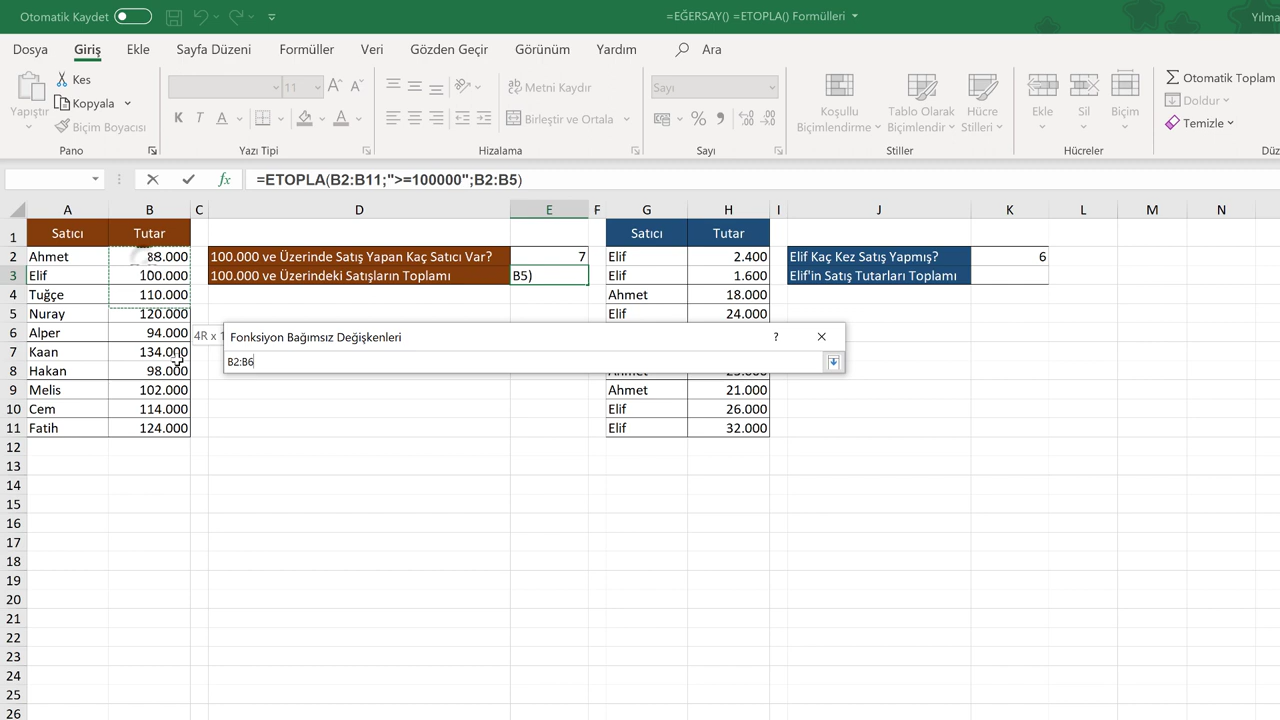 Otomatik Kaydet
=EĞERSAY() =ETOPLA() Formülleri
Yılma
Dosya Giriş Ekle Sayfa Düzeni Formüller Veri Gözden Geçir Görünüm Yardım Ara
Yapıştır
Kes
Kopyala
Biçim Boyacısı
Pano
11 A A
K T A A
Yazı Tipi
Metni Kaydır
Birleştir ve Ortala
Hizalama
Sayı
%
Sayı
Koşullu Biçimlendirme
Tablo Olarak Biçimlendir
Hücre Stilleri
Stiller
Ekle Sil Biçim
Hücreler
Otomatik Toplam
Doldur
Temizle
Düz
fx =ETOPLA(B2:B11;">=100000";B2:B5)
A B C D E F G H I J K L M N
1 Satıcı Tutar Satıcı Tutar
2 Ahmet 88.000 100.000 ve Üzerinde Satış Yapan Kaç Satıcı Var? 7 Elif 2.400 Elif Kaç Kez Satış Yapmış? 6
3 Elif 100.000 100.000 ve Üzerindeki Satışların Toplamı B5) Elif 1.600 Elif'in Satış Tutarları Toplamı
4 Tuğçe 110.000 Ahmet 18.000
5 Nuray 120.000 Elif 24.000
6 Alper 94.000 4R x 1 Fonksiyon Bağımsız Değişkenleri ?
7 Kaan 134.000 B2:B6
8 Hakan 98.000
9 Melis 102.000 Ahmet 21.000
10 Cem 114.000 Elif 26.000
11 Fatih 124.000 Elif 32.000
12
13
14
15
16
17
18
19
20
21
22
23
24
25
26